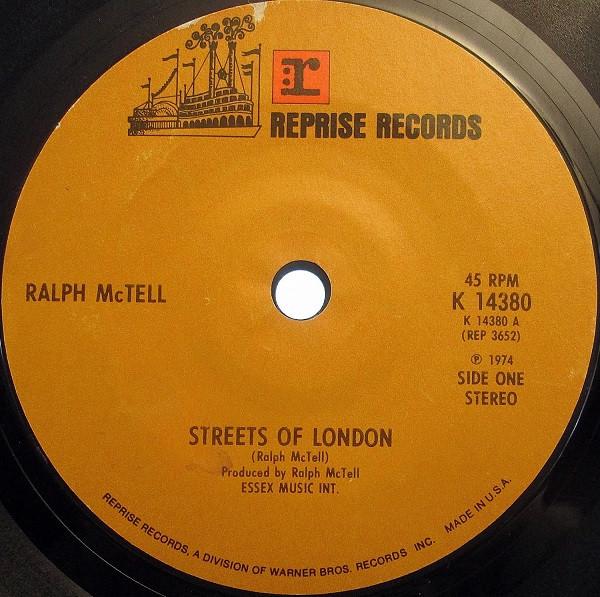 r
REPRISE RECORDS
RALPH McTELL
45 RPM
K 14380
K 14380 A
(REP 3652)
℗ 1974
SIDE ONE
STEREO
STREETS OF LONDON
(Ralph McTell)
Produced by Ralph McTell
ESSEX MUSIC INT.
REPRISE RECORDS, A DIVISION OF WARNER BROS. RECORDS INC. MADE IN U.S.A.